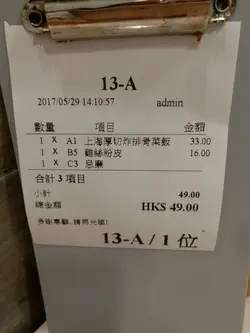 13-A
2017/05/29 14:10:57 admin
數量 項目 金額
1 X A1 上海厚切炸排骨菜飯 33.00
1 X B5 雞絲粉皮 16.00
1 X C3 忌廉
合計 3 項目
小計 49.00
總金額 HK$ 49.00
多謝惠顧,請再光臨!
13-A / 1 位